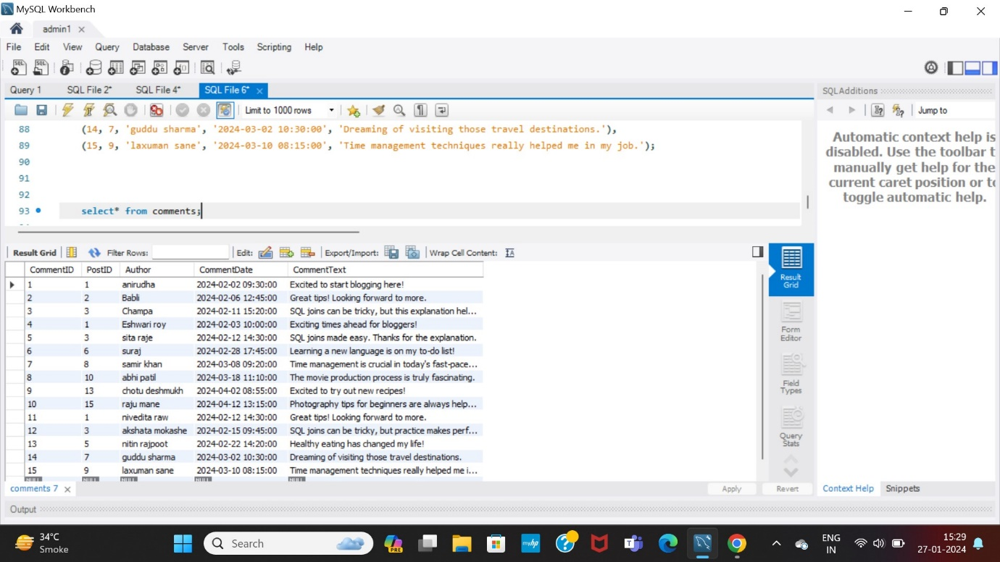 MySQL Workbench
admin1
File Edit View Query Database Server Tools Scripting Help
Query 1 SQL File 2* SQL File 4* SQL File 6*
SQLAdditions
Limit to 1000 rows
Jump to
88 (14, 7, 'guddu sharma', '2024-03-02 10:30:00', 'Dreaming of visiting those travel destinations.'),
89 (15, 9, 'laxuman sane', '2024-03-10 08:15:00', 'Time management techniques really helped me in my job.');
90
91
92
93 select* from comments;
Automatic context help is
disabled. Use the toolbar t
manually get help for the
current caret position or to
toggle automatic help.
Result Grid Filter Rows: Edit: Export/Import: Wrap Cell Content:
CommentID PostID Author CommentDate CommentText
1 1 anirudha 2024-02-02 09:30:00 Excited to start blogging here!
2 2 Babli 2024-02-06 12:45:00 Great tips! Looking forward to more.
3 3 Champa 2024-02-11 15:20:00 SQL joins can be tricky, but this explanation hel...
4 1 Eshwari roy 2024-02-03 10:00:00 Exciting times ahead for bloggers!
5 3 sita raje 2024-02-12 14:30:00 SQL joins made easy. Thanks for the explanation.
6 6 suraj 2024-02-28 17:45:00 Learning a new language is on my to-do list!
7 8 samir khan 2024-03-08 09:20:00 Time management is crucial in today's fast-pace...
8 10 abhi patil 2024-03-18 11:10:00 The movie production process is truly fascinating.
9 13 chotu deshmukh 2024-04-02 08:55:00 Excited to try out new recipes!
10 15 raju mane 2024-04-12 13:15:00 Photography tips for beginners are always help...
11 1 nivedita raw 2024-02-12 14:30:00 Great tips! Looking forward to more.
12 3 akshata mokashe 2024-02-15 09:45:00 SQL joins can be tricky, but practice makes perf...
13 5 nitin rajpoot 2024-02-22 14:20:00 Healthy eating has changed my life!
14 7 guddu sharma 2024-03-02 10:30:00 Dreaming of visiting those travel destinations.
15 9 laxuman sane 2024-03-10 08:15:00 Time management techniques really helped me i...
NULL NULL NULL NULL NULL
Result
Grid
Form
Editor
Field
Types
Query
Stats
comments 7
Apply Revert
Context Help Snippets
Output
34°C
Smoke
Search
PRE
myhp
ENG
IN
15:29
27-01-2024